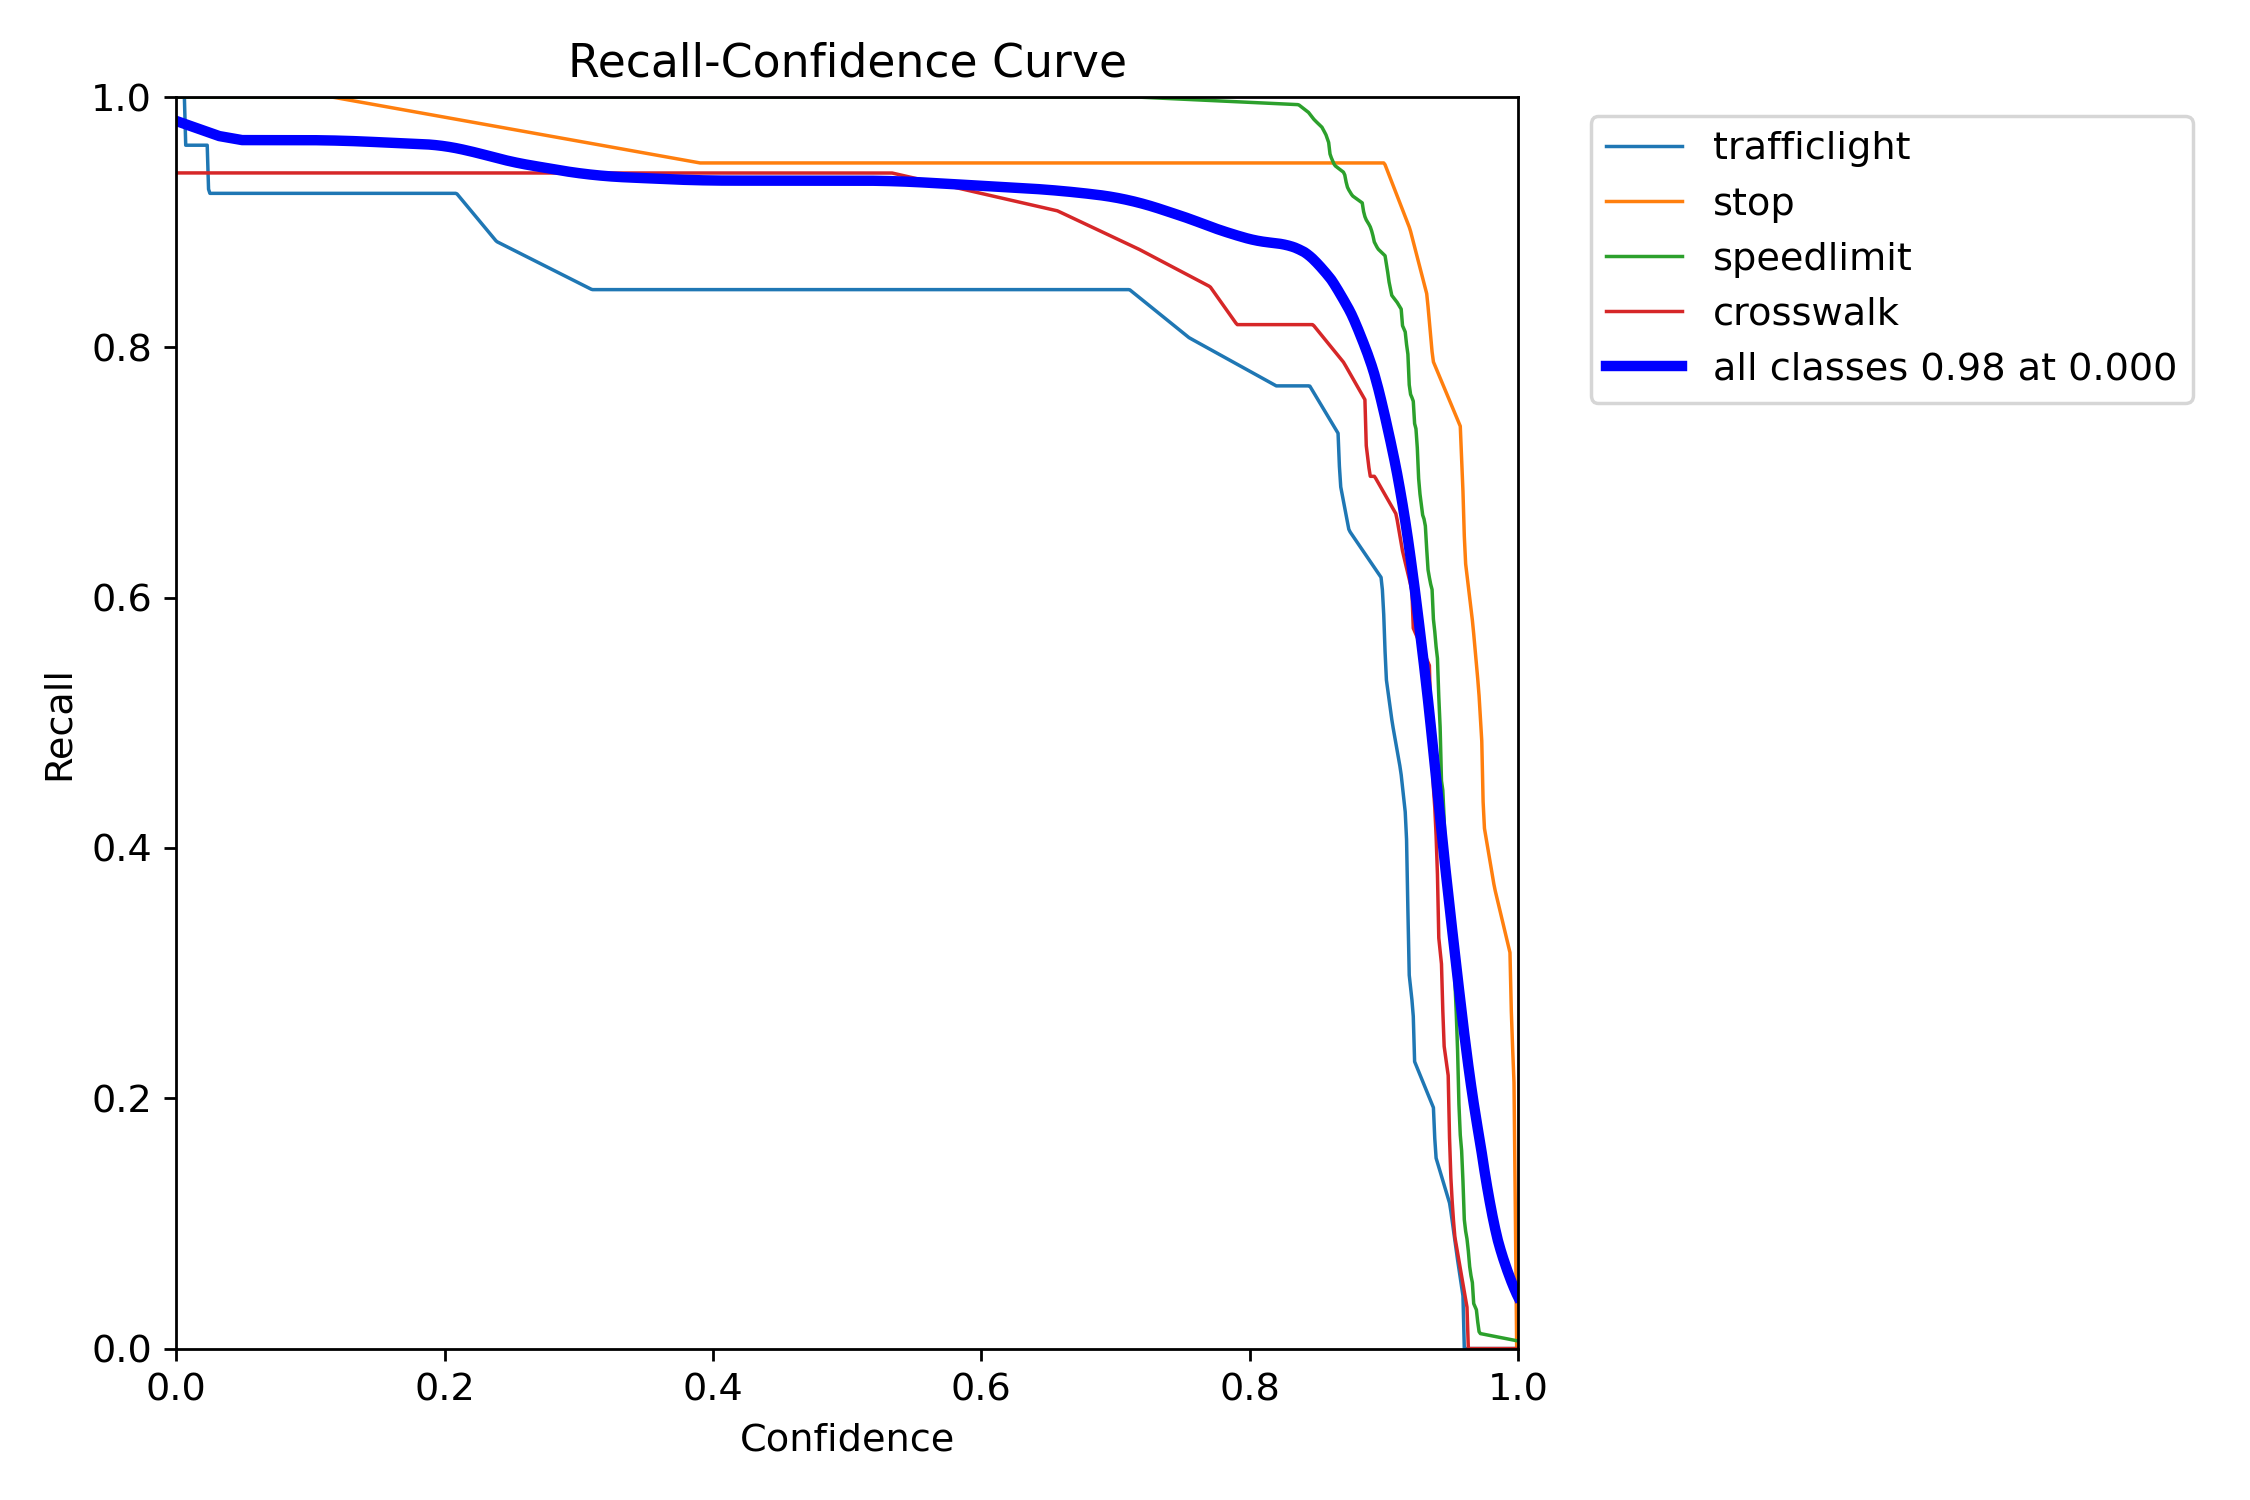 Recall-Confidence Curve
1.0
0.8
0.6
0.4
0.2
0.0
Recall
0.0 0.2 0.4 0.6 0.8 1.0
Confidence
trafficlight
stop
speedlimit
crosswalk
all classes 0.98 at 0.000